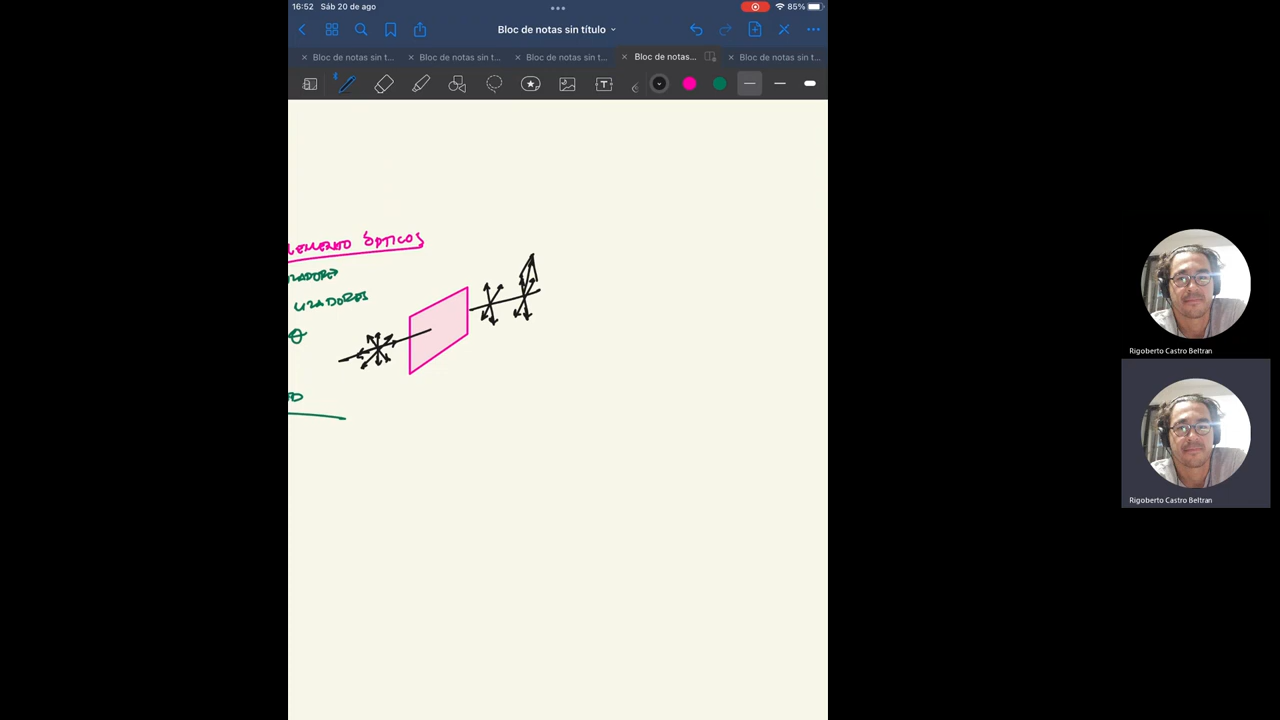 16:52 Sáb 20 de ago 85%
Bloc de notas sin título
Bloc de notas sin t... Bloc de notas sin t... Bloc de notas sin t... Bloc de notas... Bloc de notas sin t...
LEMENTO ÓPTICOS
LIZADORES
Rigoberto Castro Beltran
Rigoberto Castro Beltran